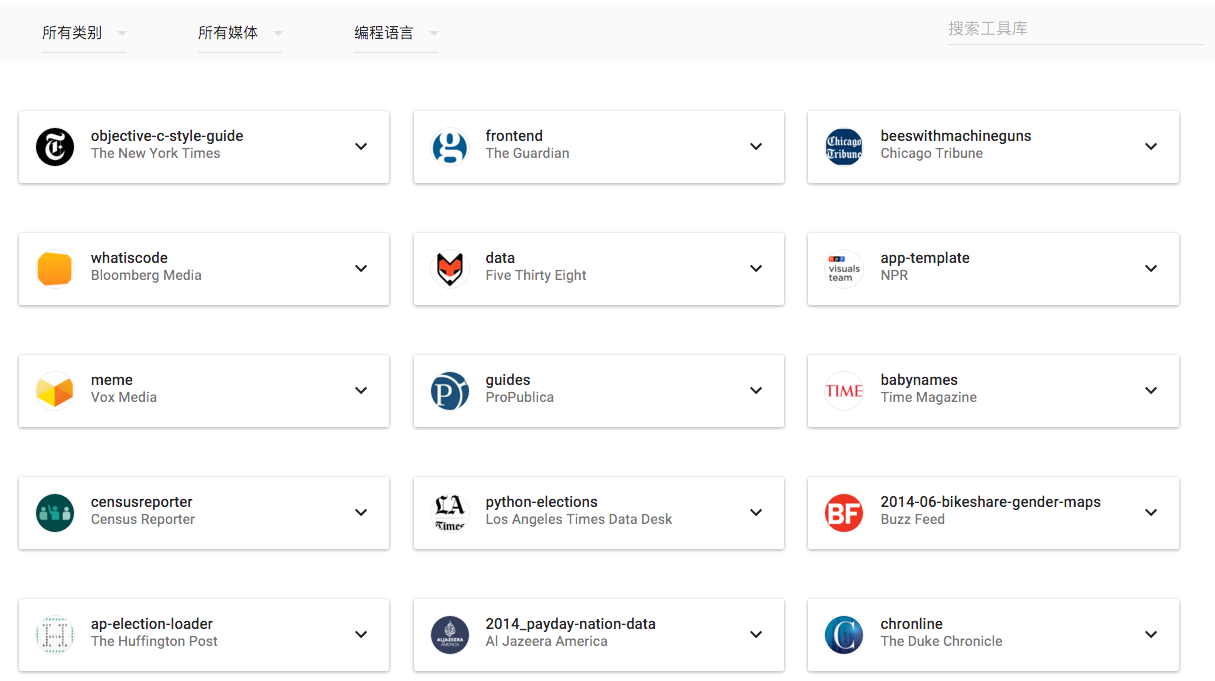 所有类别
所有媒体
编程语言
搜索工具库
objective-c-style-guide
The New York Times
frontend
The Guardian
Chicago
Tribune
beeswithmachineguns
Chicago Tribune
whatiscode
Bloomberg Media
data
Five Thirty Eight
npr
visuals
team
app-template
NPR
meme
Vox Media
P
guides
ProPublica
TIME
babynames
Time Magazine
censusreporter
Census Reporter
LA
Times
python-elections
Los Angeles Times Data Desk
BF
2014-06-bikeshare-gender-maps
Buzz Feed
H
ap-election-loader
The Huffington Post
ALJAZEERA
AMERICA
2014_payday-nation-data
Al Jazeera America
C
chronline
The Duke Chronicle